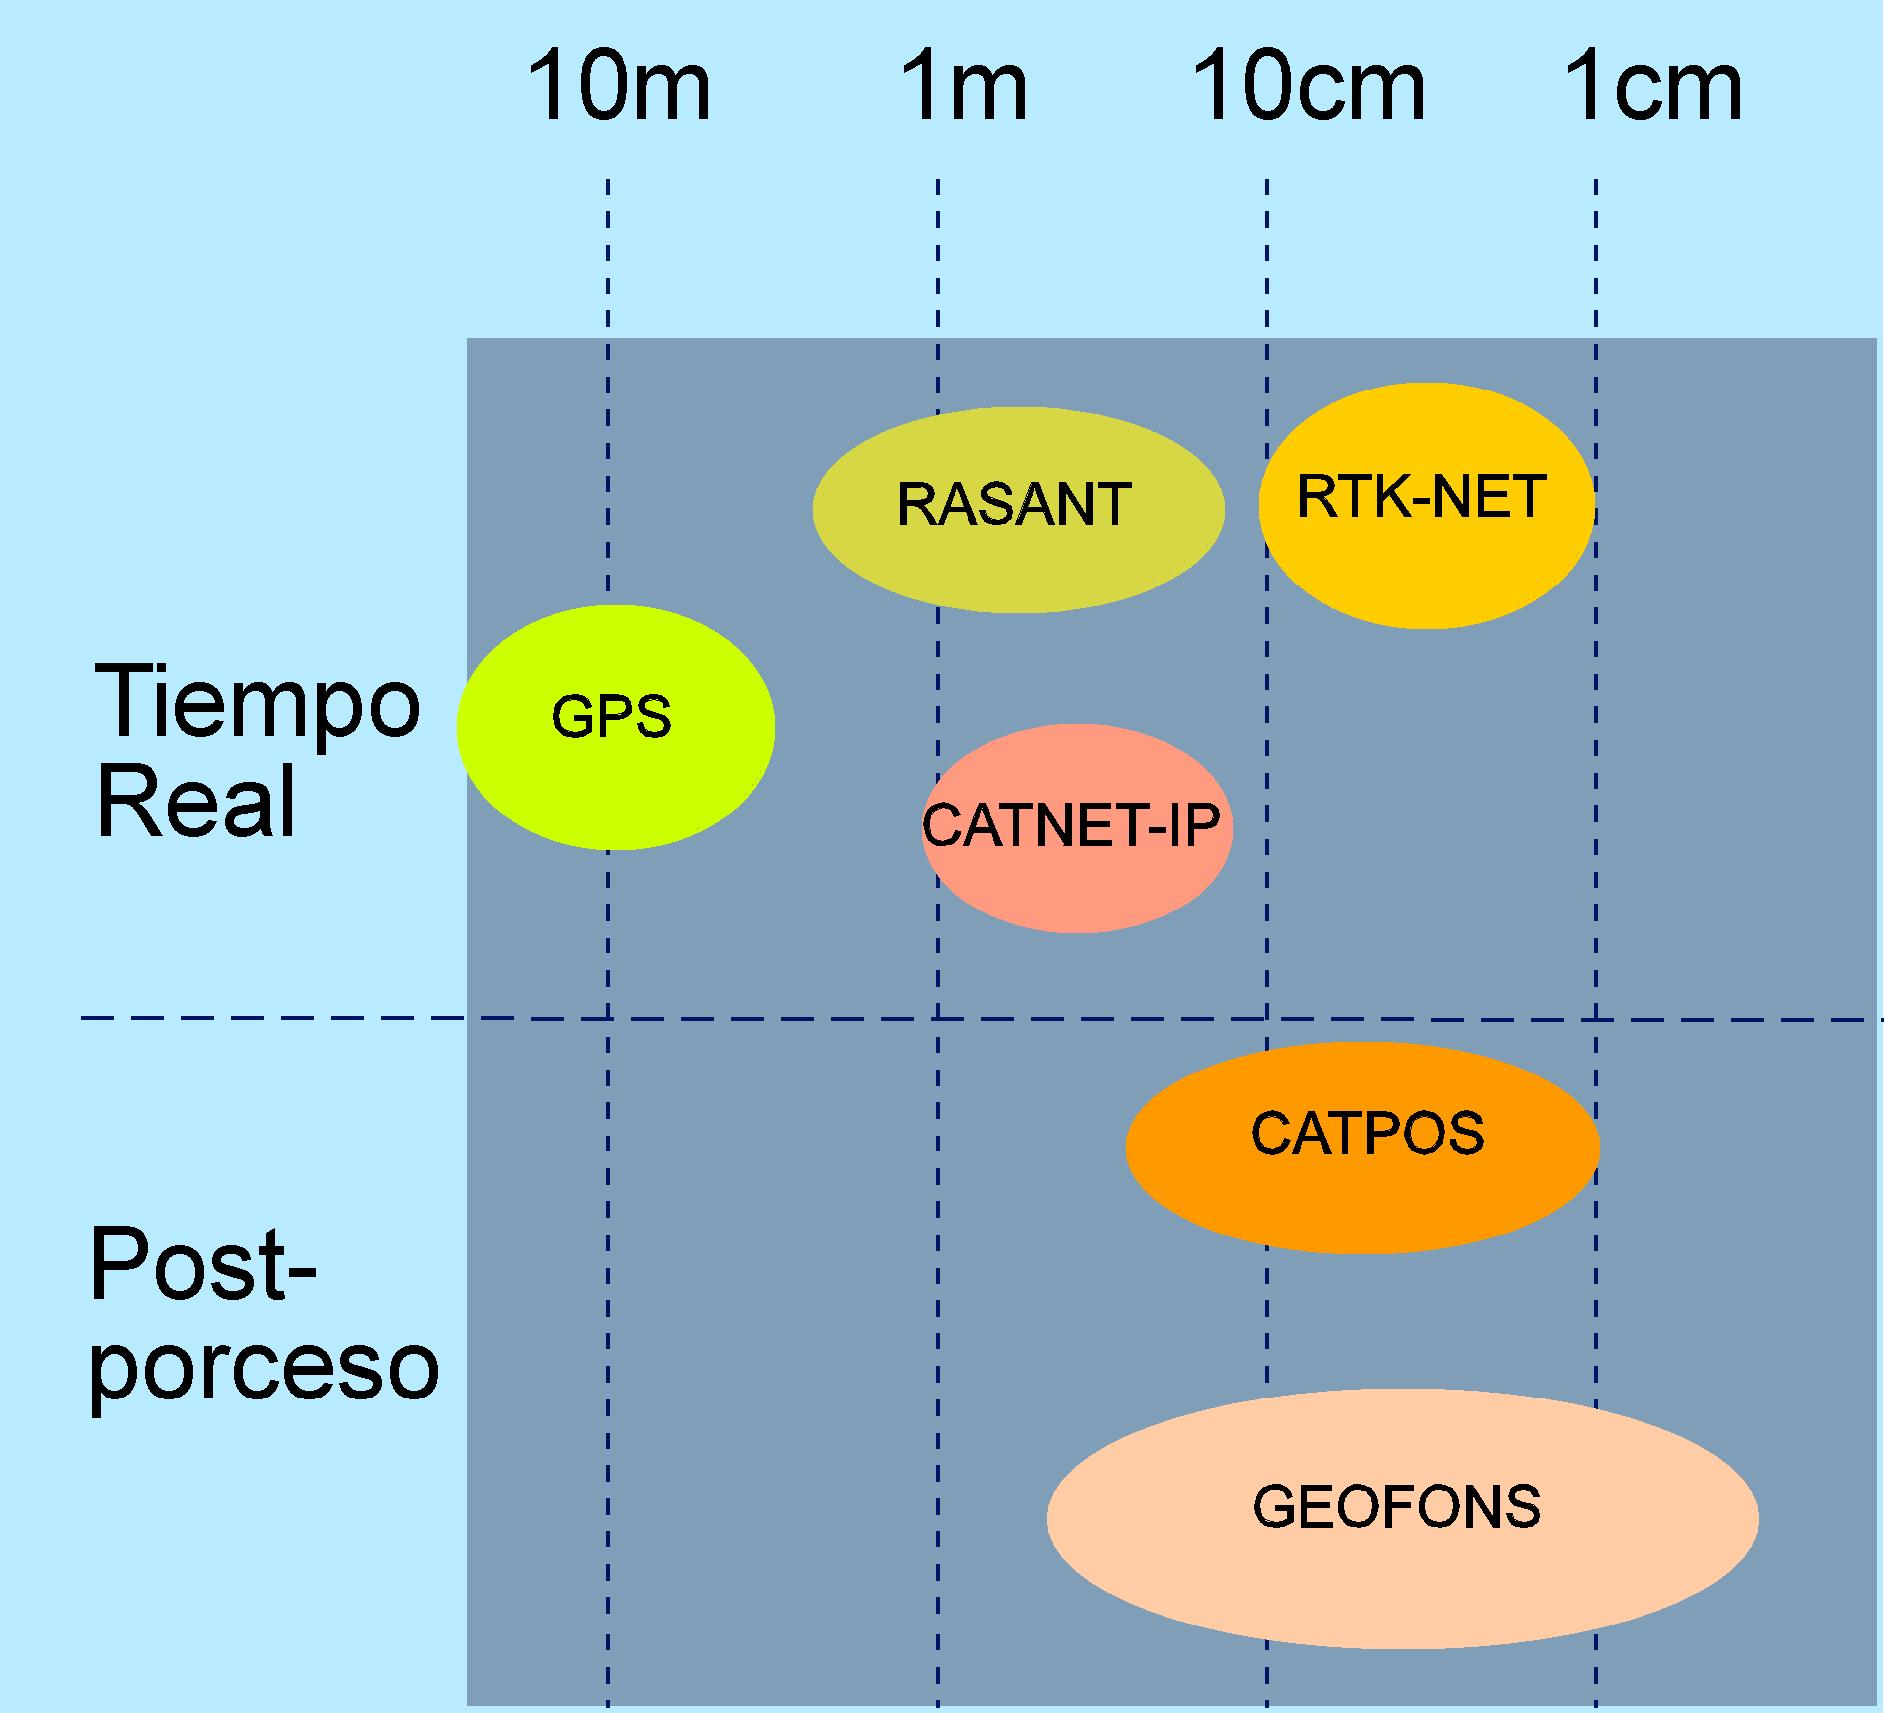 10m 1m 10cm 1cm
RASANT RTK-NET
Tiempo
Real
GPS
CATNET-IP
Post-
porceso
CATPOS
GEOFONS